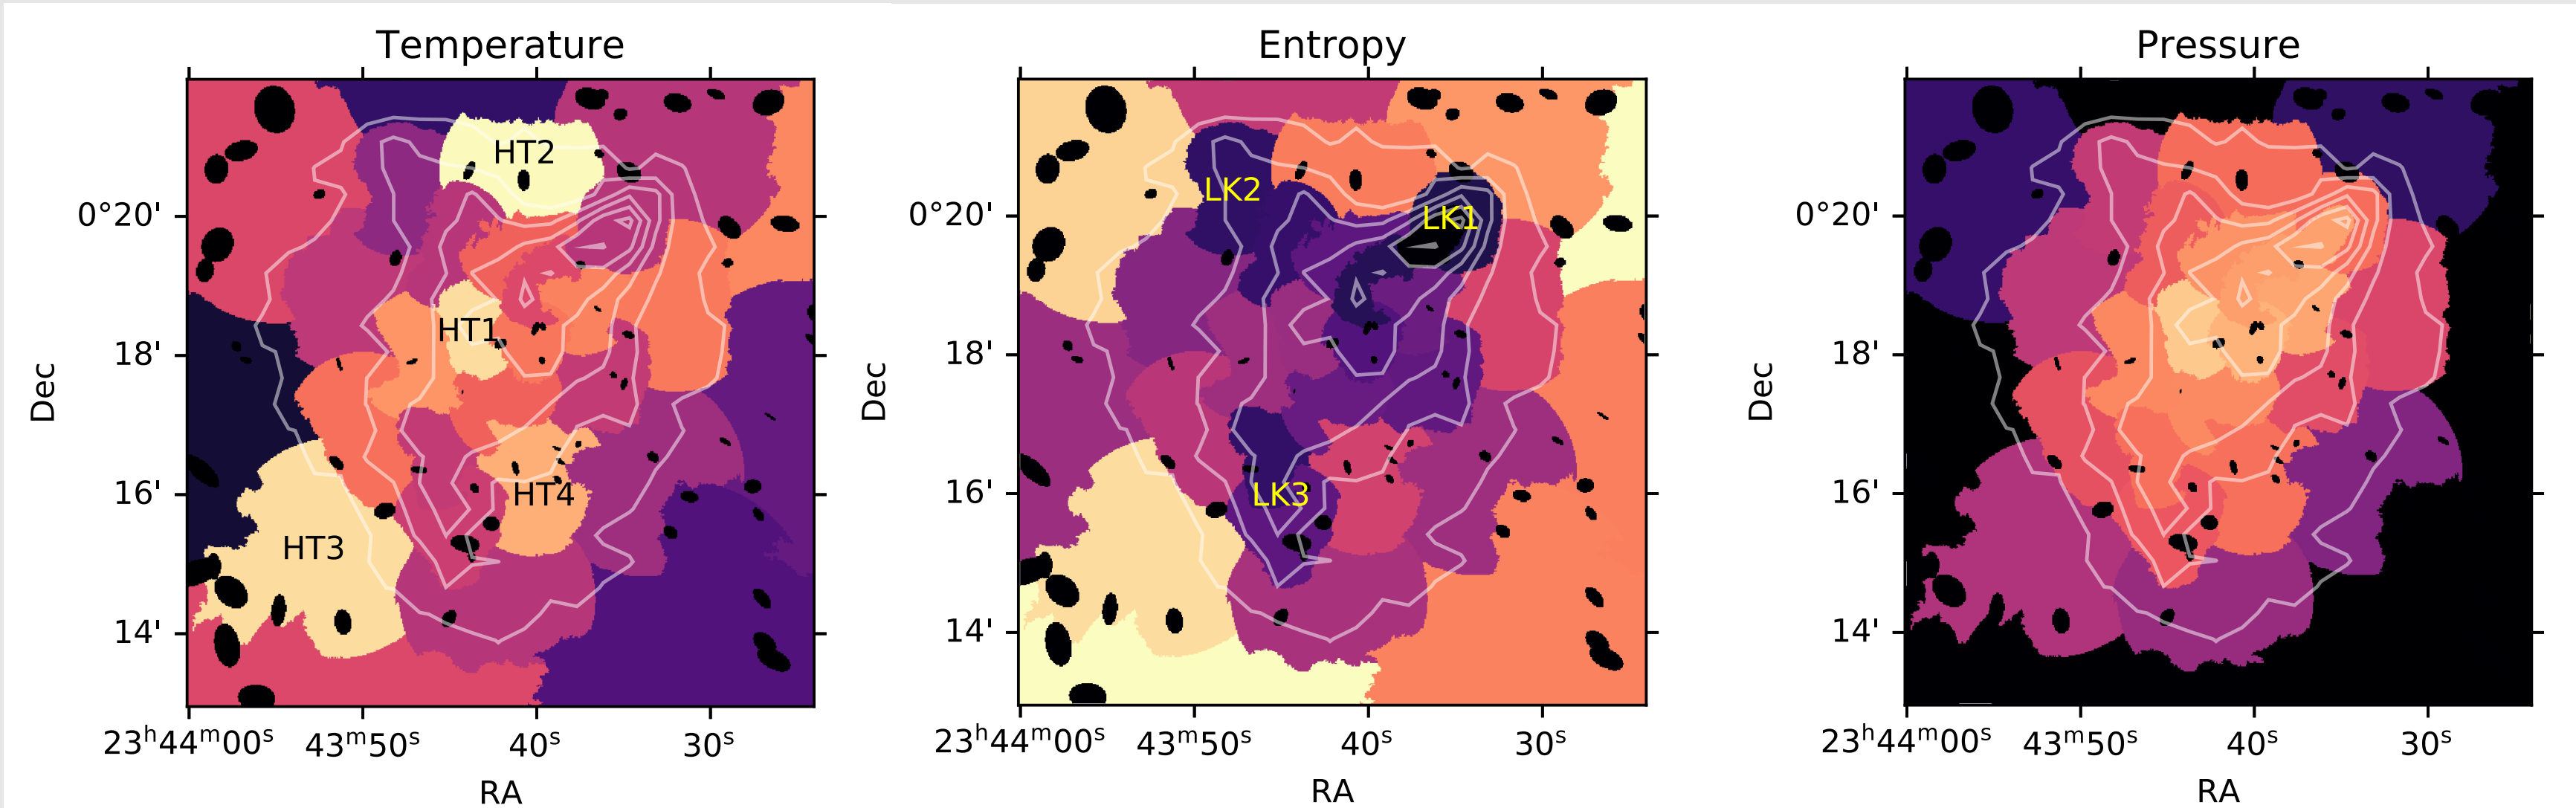 Temperature
Entropy
Pressure
HT2
HT1
HT4
HT3
0°20'
18'
16'
14'
Dec
23ʰ44ᵐ00ˢ
43ᵐ50ˢ
40ˢ
30ˢ
RA
LK2
LK1
LK3
0°20'
18'
16'
14'
Dec
23ʰ44ᵐ00ˢ
43ᵐ50ˢ
40ˢ
30ˢ
RA
0°20'
18'
16'
14'
Dec
23ʰ44ᵐ00ˢ
43ᵐ50ˢ
40ˢ
30ˢ
RA